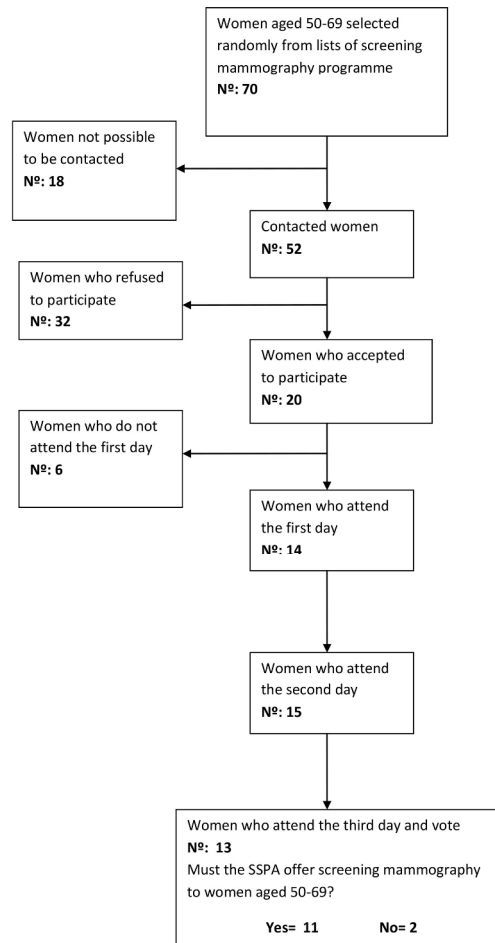 Women aged 50-69 selected
randomly from lists of screening
mammography programme
Nº: 70
Women not possible
to be contacted
Nº: 18
Contacted women
Nº: 52
Women who refused
to participate
Nº: 32
Women who accepted
to participate
Nº: 20
Women who do not
attend the first day
Nº: 6
Women who attend
the first day
Nº: 14
Women who attend
the second day
Nº: 15
Women who attend the third day and vote
Nº: 13
Must the SSPA offer screening mammography
to women aged 50-69?
Yes= 11 No= 2